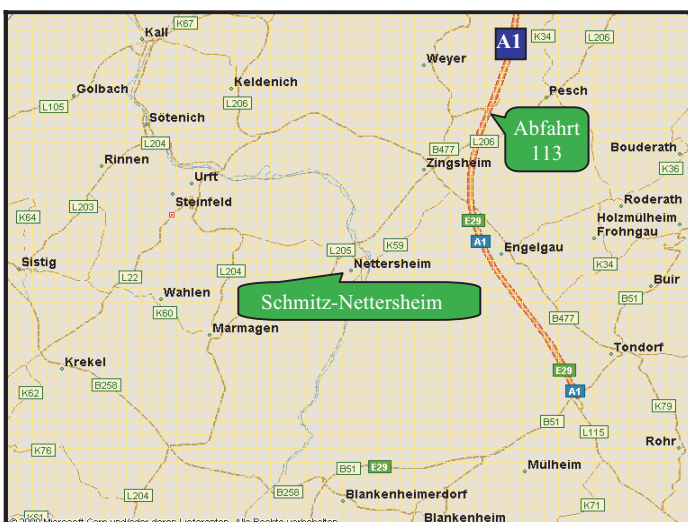 K67
Kall
A1
K34
L206
Weyer
Golbach
Keldenich
L105
L206
Pesch
Sötenich
Abfahrt
113
L204
B477
L206
Bouderath
Rinnen
Zingsheim
K36
Urft
Steinfeld
Roderath
L203
K64
E29
Holzmülheim
Frohngau
A1
L205
K59
Engelgau
Sistig
L22
L204
Nettersheim
K34
Buir
Wahlen
Schmitz-Nettersheim
B51
K60
B477
Marmagen
Tondorf
Krekel
E29
B258
A1
K62
K79
B51
L115
K76
Rohr
B51
E29
Mülheim
L204
B258
Blankenheimerdorf
K71
K61
Blankenheim